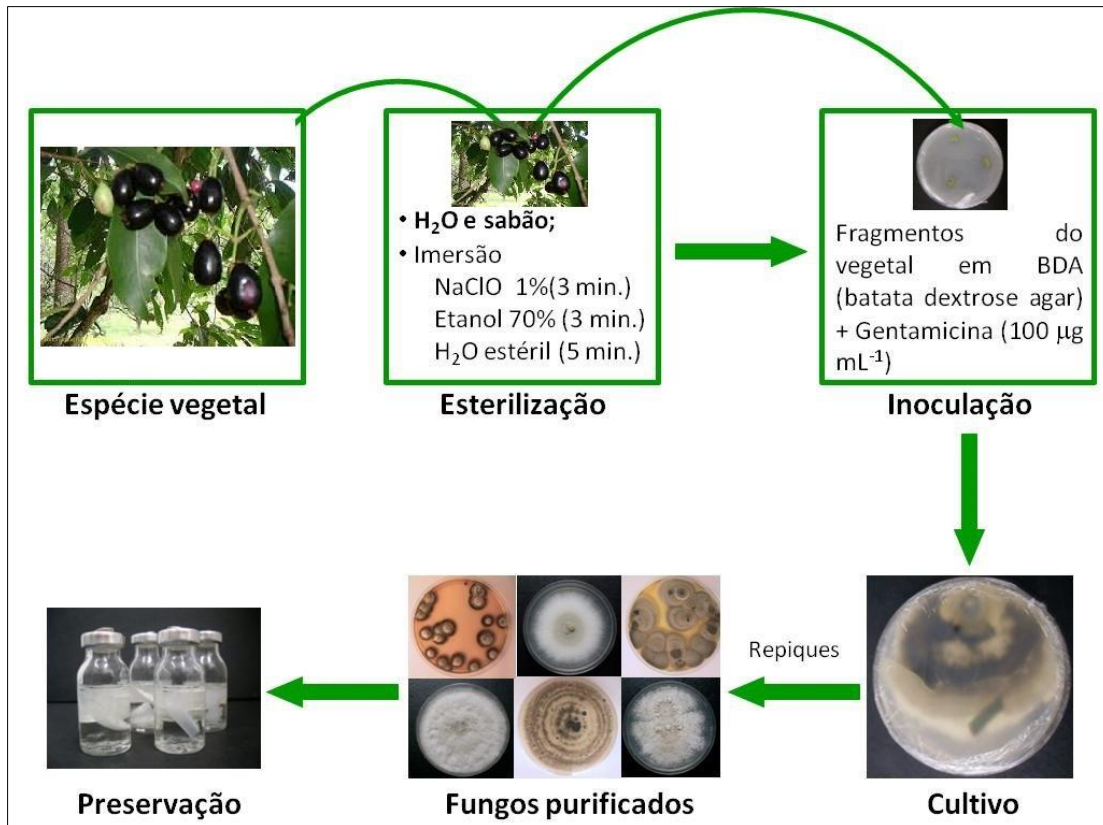 Espécie vegetal
• H₂O e sabão;
• Imersão
NaClO 1%(3 min.)
Etanol 70% (3 min.)
H₂O estéril (5 min.)
Esterilização
Fragmentos do
vegetal em BDA
(batata dextrose agar)
+ Gentamicina (100 μg
mL⁻¹)
Inoculação
Cultivo
Repiques
Fungos purificados
Preservação